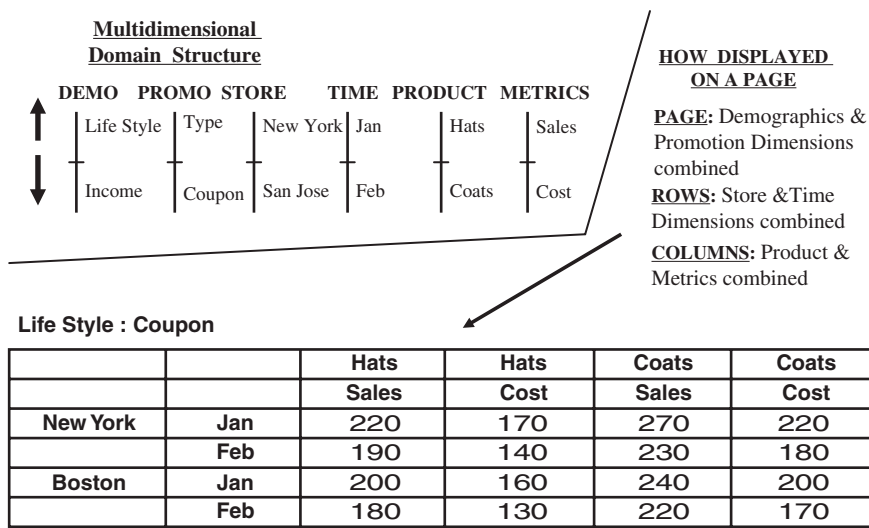 Multidimensional
Domain Structure
DEMO PROMO STORE TIME PRODUCT METRICS
Life Style Type New York Jan Hats Sales
Income Coupon San Jose Feb Coats Cost
HOW DISPLAYED
ON A PAGE
PAGE: Demographics &
Promotion Dimensions
combined
ROWS: Store &Time
Dimensions combined
COLUMNS: Product &
Metrics combined
Life Style : Coupon
Hats Hats Coats Coats
Sales Cost Sales Cost
New York Jan 220 170 270 220
Feb 190 140 230 180
Boston Jan 200 160 240 200
Feb 180 130 220 170